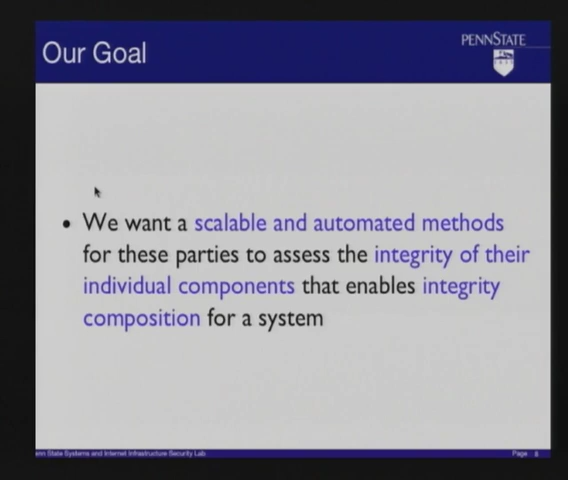 Our Goal
PENNSTATE
• We want a scalable and automated methods
for these parties to assess the integrity of their
individual components that enables integrity
composition for a system
enn State Systems and Internet Infrastructure Security Lab
Page